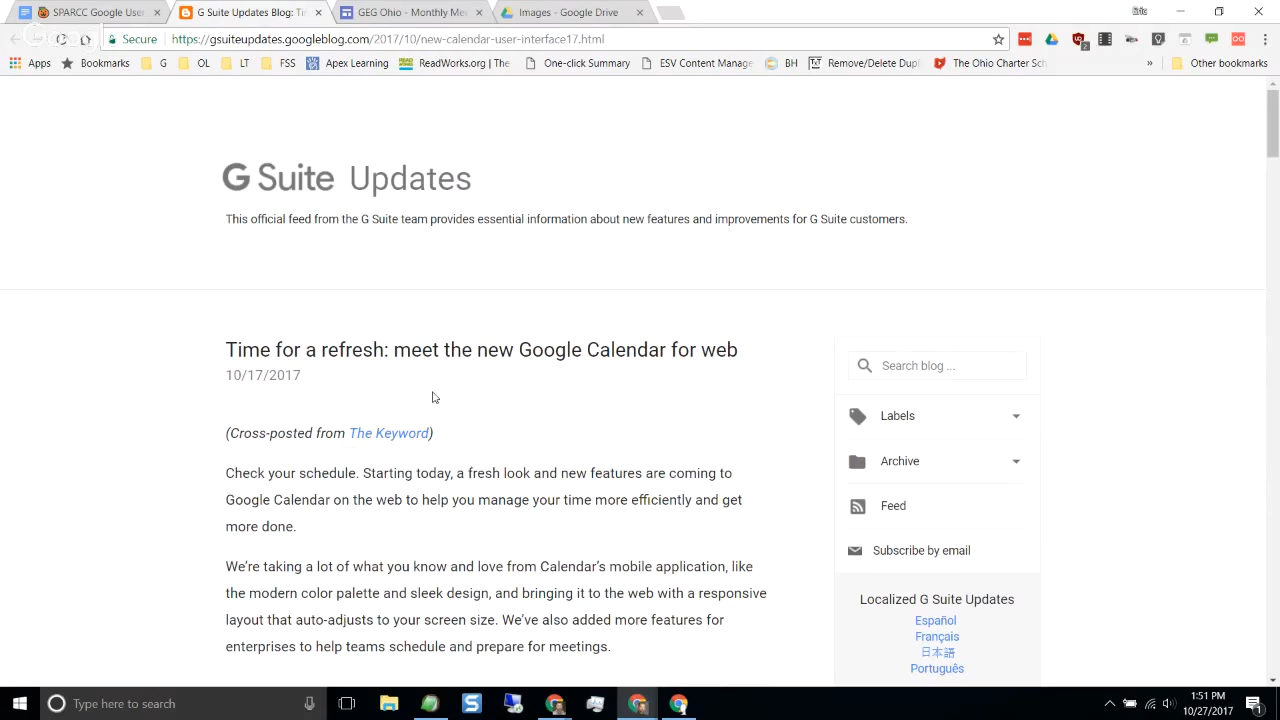 SPARCC Google User
G Suite Updates Blog: Ti
GEG Ohio - Monthly Me
Images - Google Drive
Secure
https://gsuiteupdates.googleblog.com/2017/10/new-calendar-user-interface17.html
2
Apps
Bookmarks
G
OL
LT
FSS
Apex Learning
ReadWorks.org | The
One-click Summary
ESV Content Manage
BH
Remove/Delete Dupl
The Ohio Charter Sch
»
Other bookmarks
G Suite Updates
This official feed from the G Suite team provides essential information about new features and improvements for G Suite customers.
Time for a refresh: meet the new Google Calendar for web
10/17/2017
(Cross-posted from The Keyword)
Check your schedule. Starting today, a fresh look and new features are coming to
Google Calendar on the web to help you manage your time more efficiently and get
more done.
We're taking a lot of what you know and love from Calendar's mobile application, like
the modern color palette and sleek design, and bringing it to the web with a responsive
layout that auto-adjusts to your screen size. We've also added more features for
enterprises to help teams schedule and prepare for meetings.
Search blog ...
Labels
Archive
Feed
Subscribe by email
Localized G Suite Updates
Español
Français
日本語
Português
Type here to search
1:51 PM
10/27/2017
1